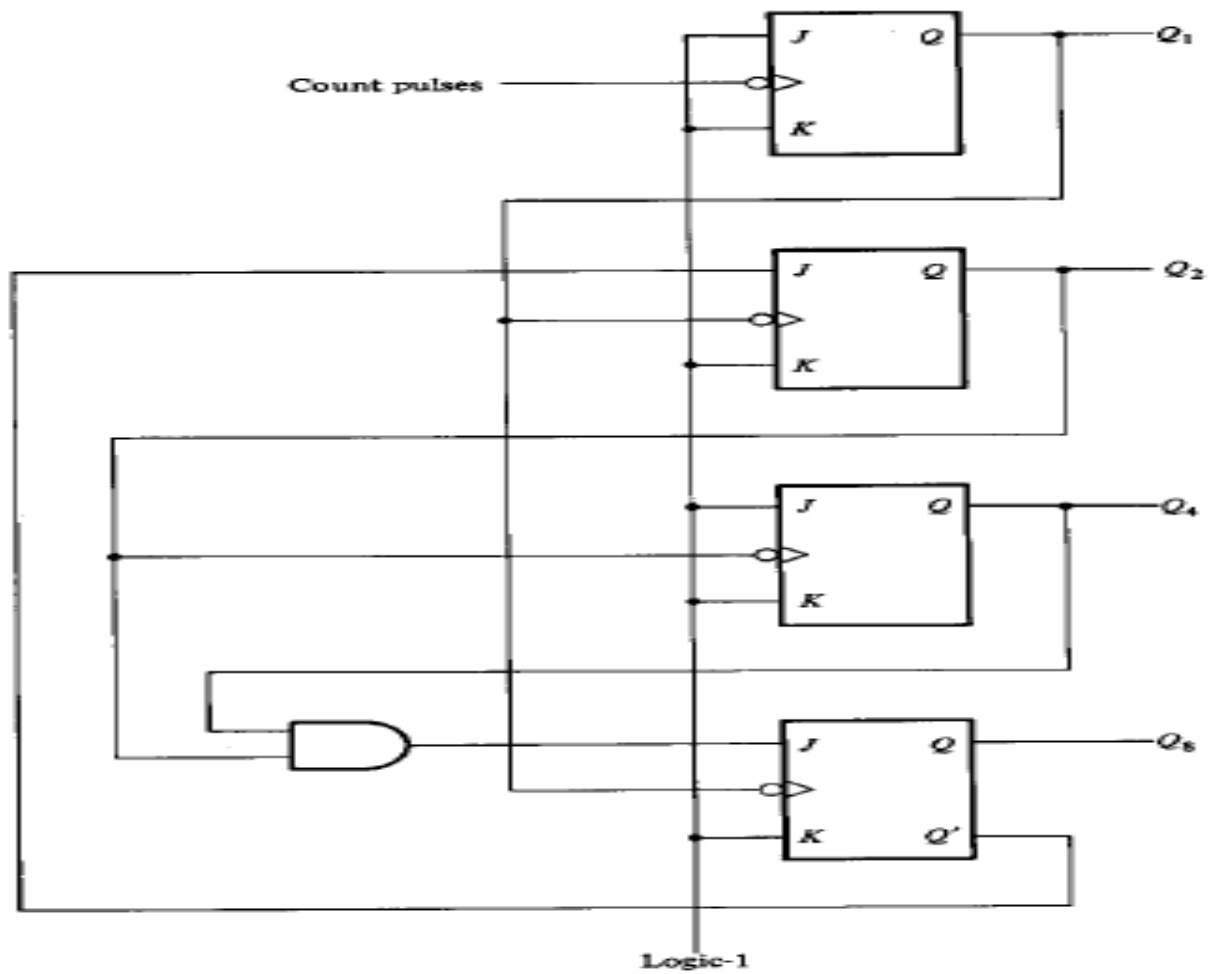 J Q Q₁
Count pulses
K
J Q Q₂
K
J Q Q₄
K
J Q Q₈
K Q'
Logic-1